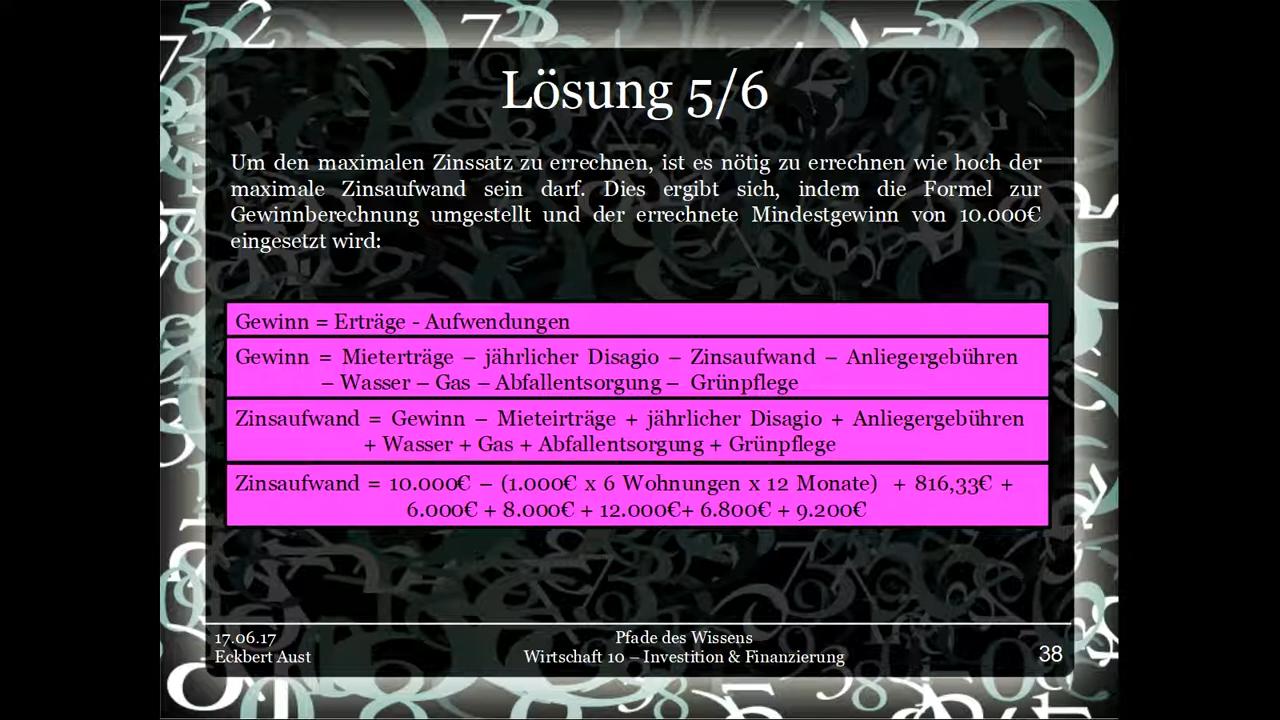 Lösung 5/6
Um den maximalen Zinssatz zu errechnen, ist es nötig zu errechnen wie hoch der
maximale Zinsaufwand sein darf. Dies ergibt sich, indem die Formel zur
Gewinnberechnung umgestellt und der errechnete Mindestgewinn von 10.000€
eingesetzt wird:
Gewinn = Erträge - Aufwendungen
Gewinn = Mieterträge – jährlicher Disagio – Zinsaufwand – Anliegergebühren
– Wasser – Gas – Abfallentsorgung – Grünpflege
Zinsaufwand = Gewinn – Mieteirträge + jährlicher Disagio + Anliegergebühren
+ Wasser + Gas + Abfallentsorgung + Grünpflege
Zinsaufwand = 10.000€ – (1.000€ x 6 Wohnungen x 12 Monate) + 816,33€ +
6.000€ + 8.000€ + 12.000€+ 6.800€ + 9.200€
17.06.17
Eckbert Aust
Pfade des Wissens
Wirtschaft 10 – Investition & Finanzierung
38